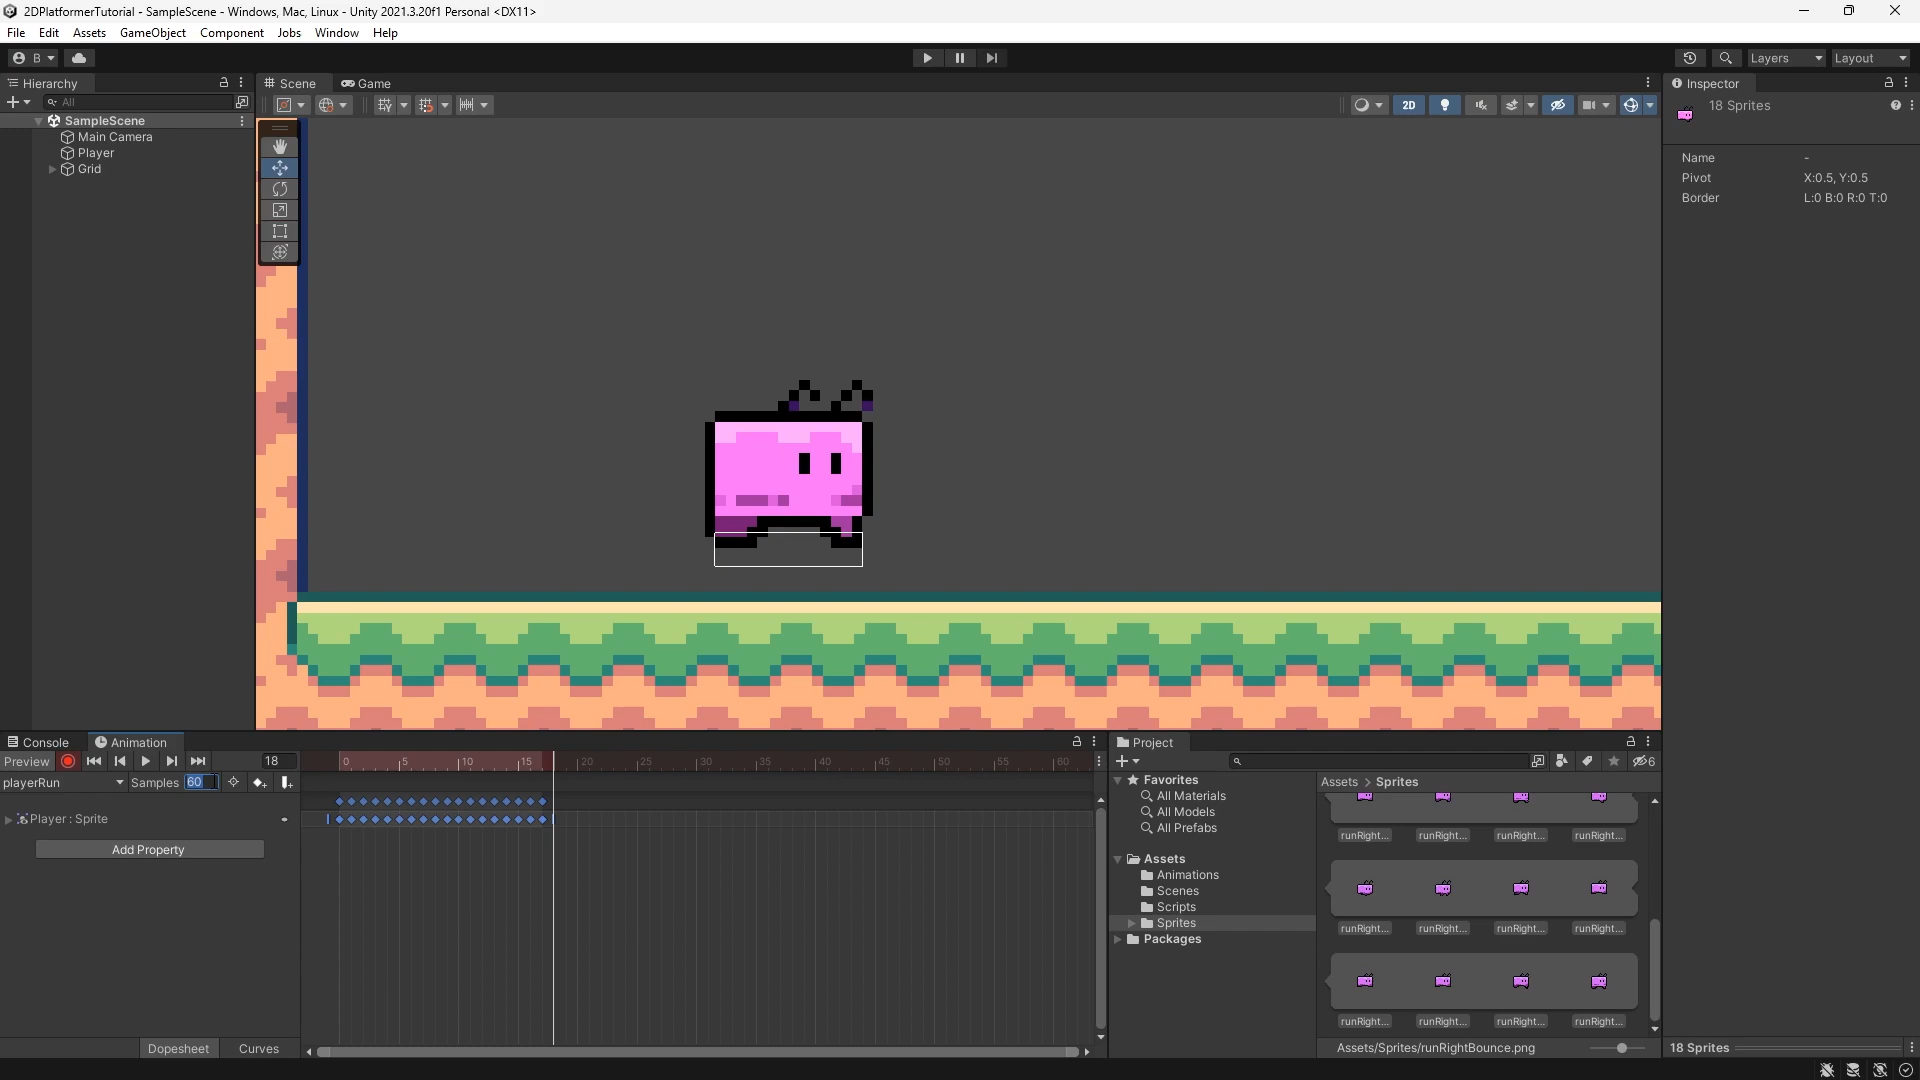 2DPlatformerTutorial - SampleScene - Windows, Mac, Linux - Unity 2021.3.20f1 Personal <DX11>
File Edit Assets GameObject Component Jobs Window Help
B Layers Layout
Hierarchy
All
SampleScene
Main Camera
Player
Grid
Scene Game
2D
Inspector
18 Sprites
Name -
Pivot X:0.5, Y:0.5
Border L:0 B:0 R:0 T:0
Console Animation
Preview 18
playerRun Samples 60
0 5 10 15 20 25 30 35 40 45 50 55 60
Player : Sprite
Add Property
Dopesheet Curves
Project
6
Favorites
All Materials
All Models
All Prefabs
Assets
Animations
Scenes
Scripts
Sprites
Packages
Assets > Sprites
runRight... runRight... runRight... runRight...
runRight... runRight... runRight... runRight...
runRight... runRight... runRight... runRight...
Assets/Sprites/runRightBounce.png
18 Sprites